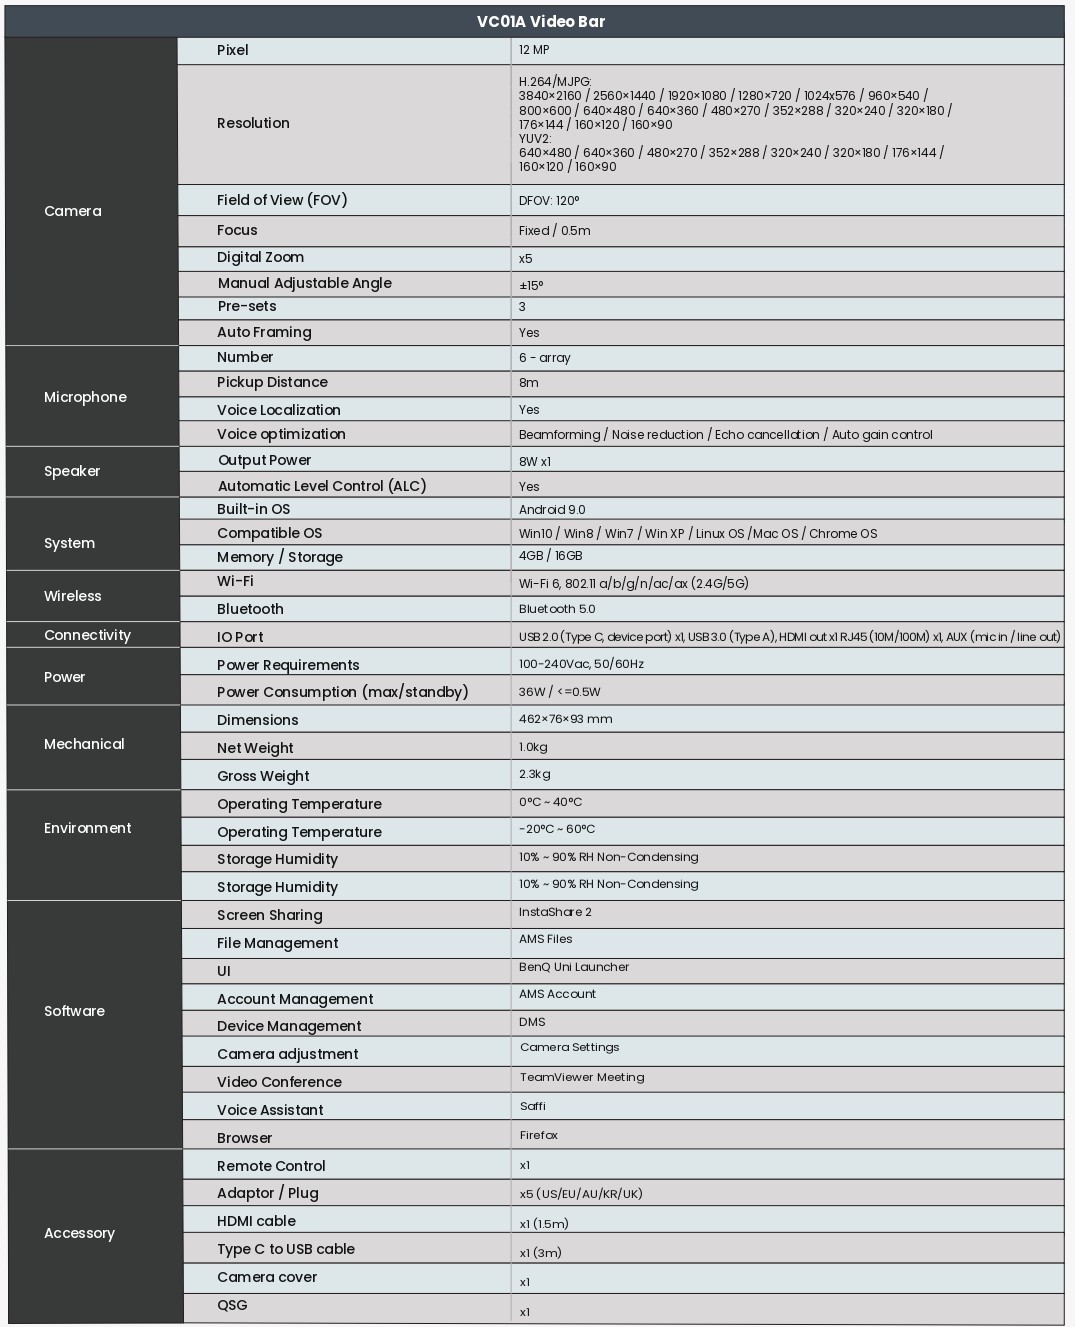 VC01A Video Bar
Camera
Pixel
12 MP
Resolution
H.264/MJPG:
3840×2160 / 2560×1440 / 1920×1080 / 1280×720 / 1024x576 / 960×540 /
800×600 / 640×480 / 640×360 / 480×270 / 352×288 / 320×240 / 320×180 /
176×144 / 160×120 / 160×90
YUV2:
640×480 / 640×360 / 480×270 / 352×288 / 320×240 / 320×180 / 176×144 /
160×120 / 160×90
Field of View (FOV)
DFOV: 120°
Focus
Fixed / 0.5m
Digital Zoom
x5
Manual Adjustable Angle
±15°
Pre-sets
3
Auto Framing
Yes
Microphone
Number
6 - array
Pickup Distance
8m
Voice Localization
Yes
Voice optimization
Beamforming / Noise reduction / Echo cancellation / Auto gain control
Speaker
Output Power
8W x1
Automatic Level Control (ALC)
Yes
System
Built-in OS
Android 9.0
Compatible OS
Win10 / Win8 / Win7 / Win XP / Linux OS /Mac OS / Chrome OS
Memory / Storage
4GB / 16GB
Wireless
Wi-Fi
Wi-Fi 6, 802.11 a/b/g/n/ac/ax (2.4G/5G)
Bluetooth
Bluetooth 5.0
Connectivity
IO Port
USB 2.0 (Type C, device port) x1, USB 3.0 (Type A), HDMI out x1 RJ45 (10M/100M) x1, AUX (mic in / line out)
Power
Power Requirements
100-240Vac, 50/60Hz
Power Consumption (max/standby)
36W / <=0.5W
Mechanical
Dimensions
462×76×93 mm
Net Weight
1.0kg
Gross Weight
2.3kg
Environment
Operating Temperature
0°C ~ 40°C
Operating Temperature
-20°C ~ 60°C
Storage Humidity
10% ~ 90% RH Non-Condensing
Storage Humidity
10% ~ 90% RH Non-Condensing
Software
Screen Sharing
InstaShare 2
File Management
AMS Files
UI
BenQ Uni Launcher
Account Management
AMS Account
Device Management
DMS
Camera adjustment
Camera Settings
Video Conference
TeamViewer Meeting
Voice Assistant
Saffi
Browser
Firefox
Accessory
Remote Control
x1
Adaptor / Plug
x5 (US/EU/AU/KR/UK)
HDMI cable
x1 (1.5m)
Type C to USB cable
x1 (3m)
Camera cover
x1
QSG
x1